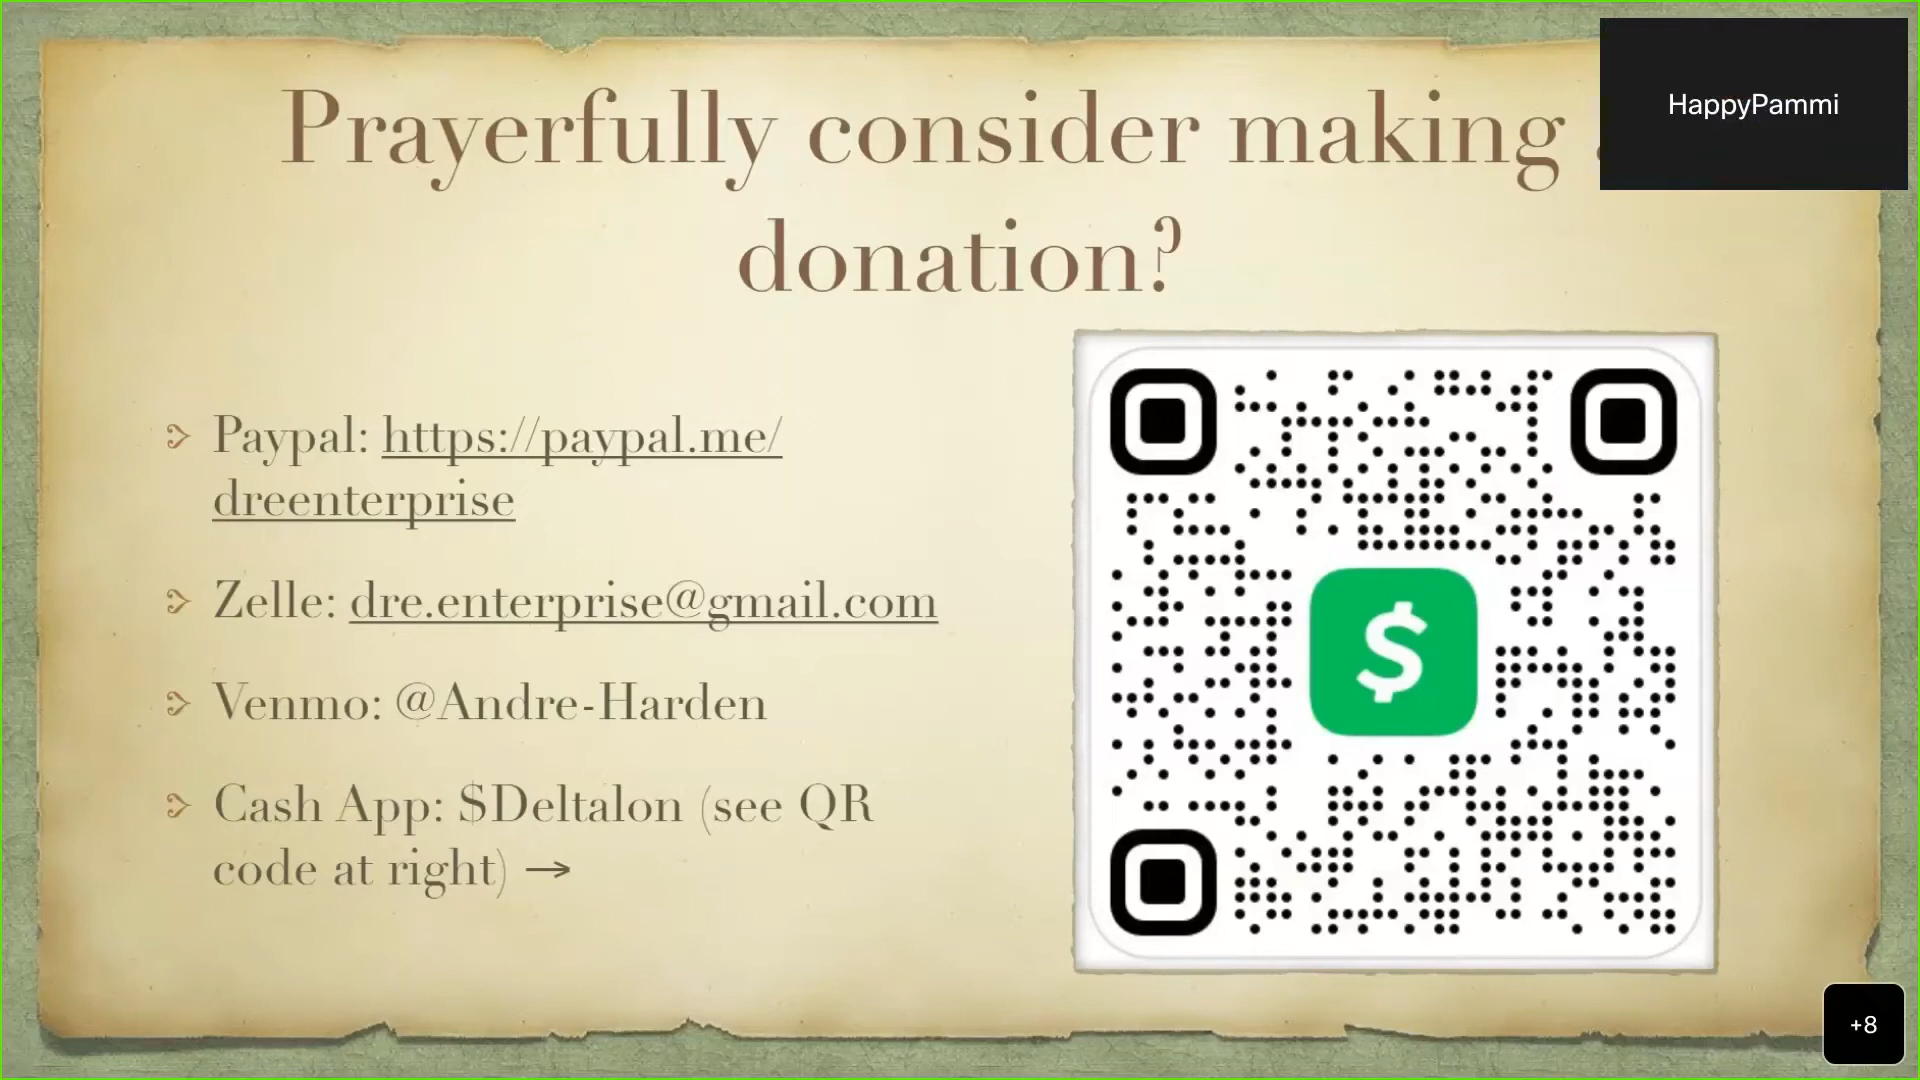 Prayerfully consider making
donation?
HappyPammi
Paypal: https://paypal.me/
dreenterprise
Zelle: dre.enterprise@gmail.com
Venmo: @Andre-Harden
Cash App: $Deltalon (see QR
code at right) →
$
+8